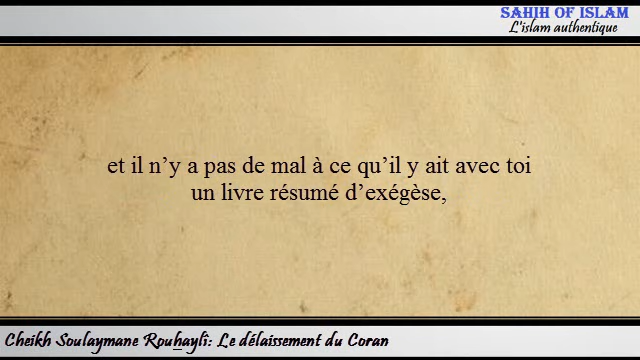 SAHIH OF ISLAM
L'islam authentique
et il n'y a pas de mal à ce qu'il y ait avec toi
un livre résumé d'exégèse,
Cheikh Soulaymane Rouhaylî: Le délaissement du Coran